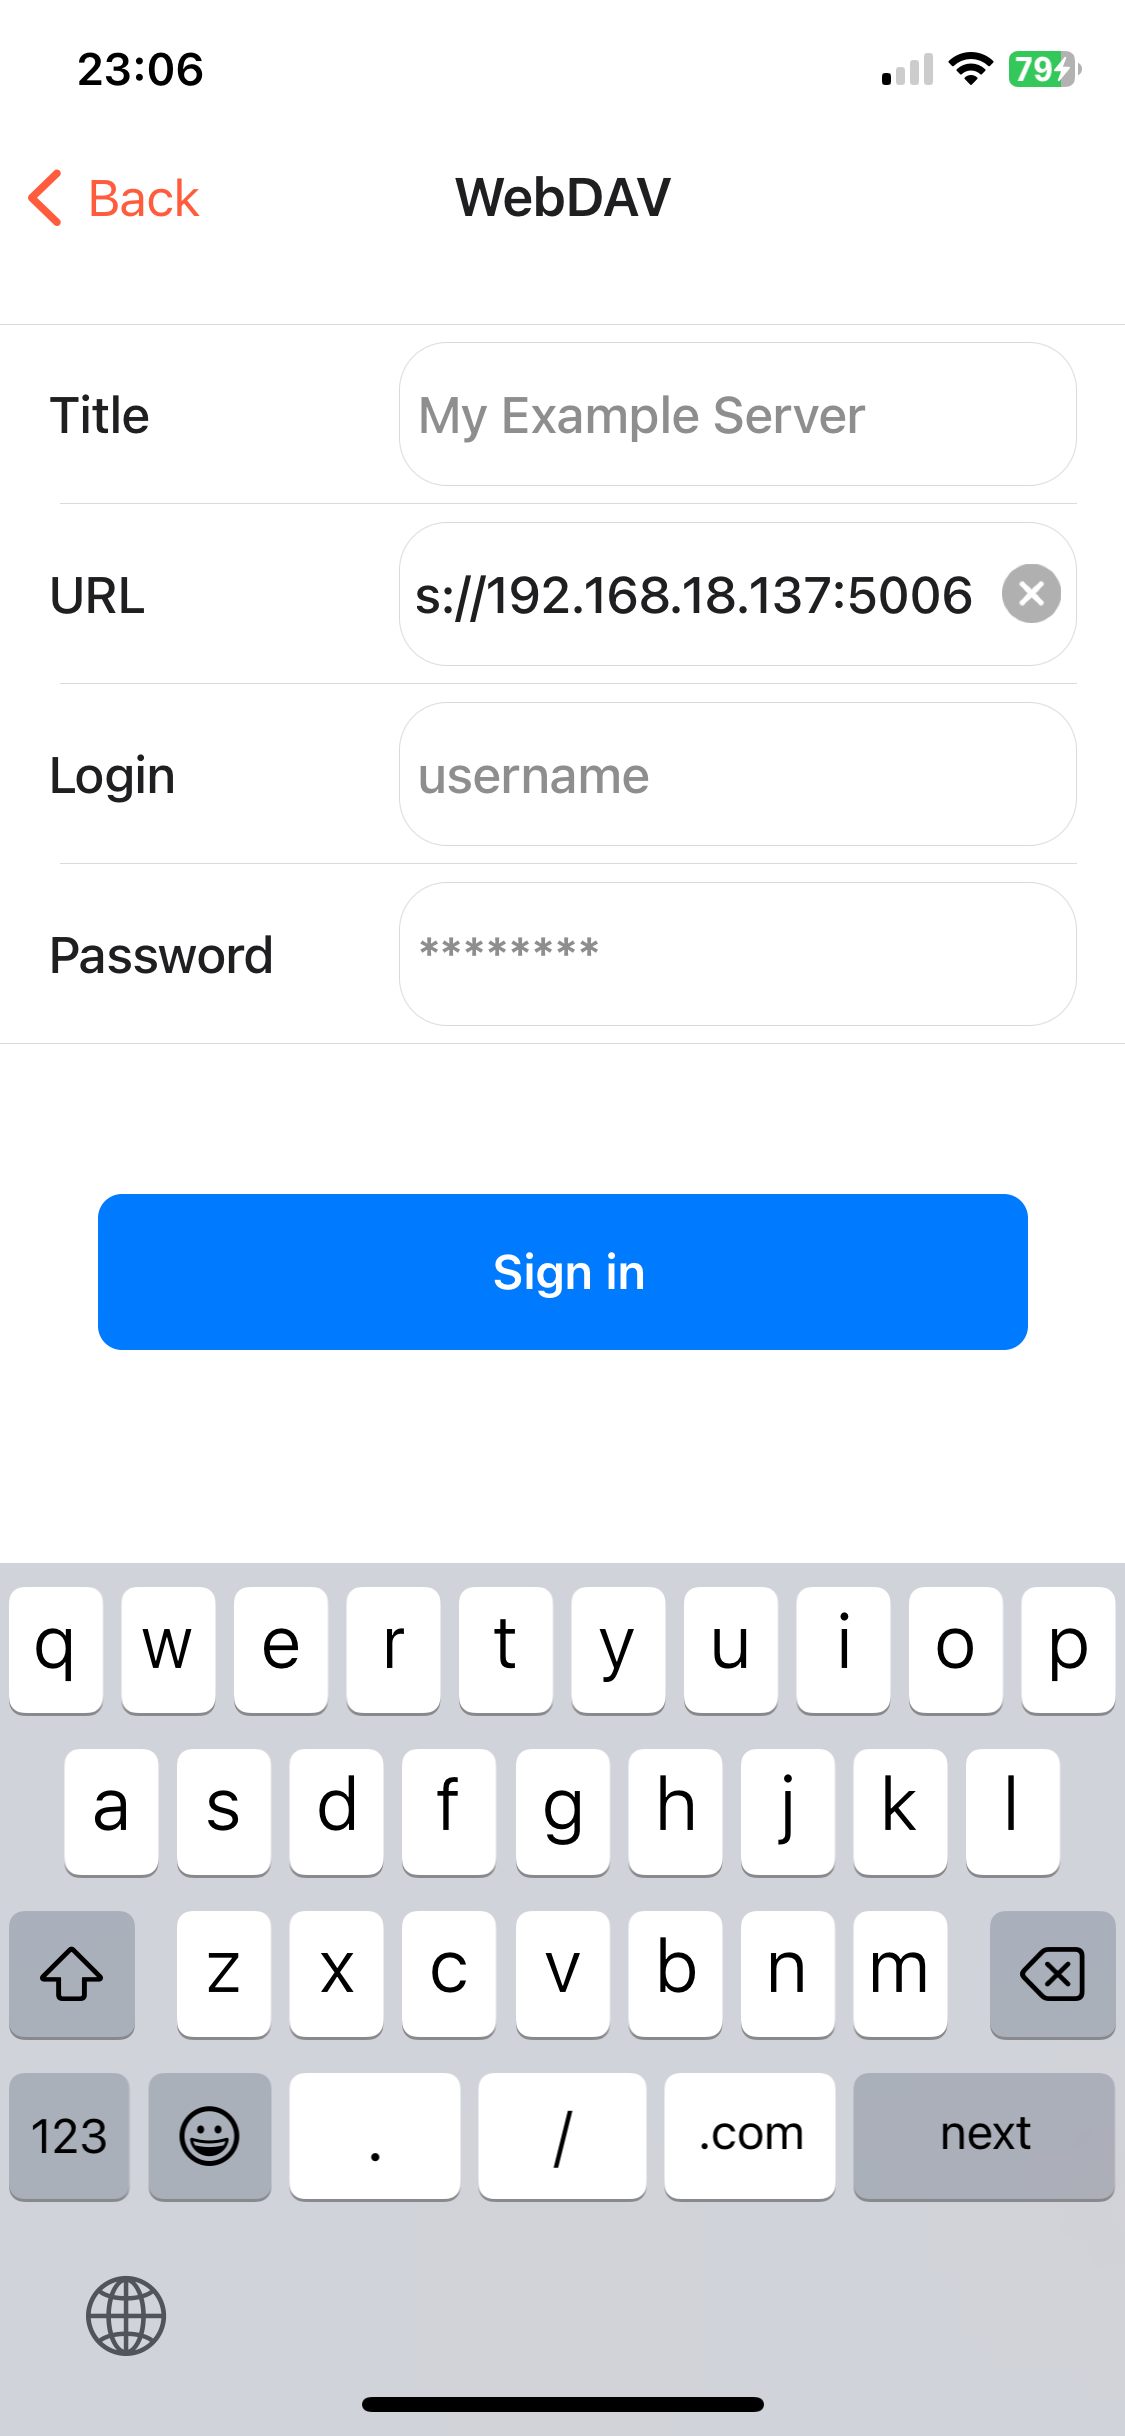 23:06
79
Back
WebDAV
Title
My Example Server
URL
s://192.168.18.137:5006
Login
username
Password
********
Sign in
q w e r t y u i o p
a s d f g h j k l
z x c v b n m
123 . / .com next